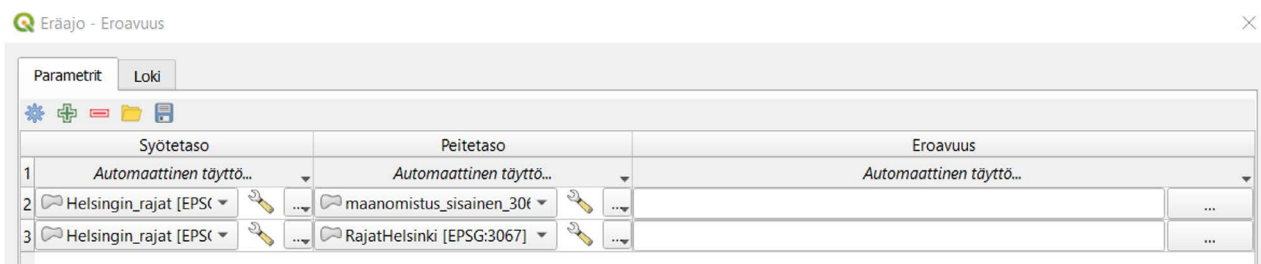 Eräajo - Eroavuus
Parametrit Loki
Syötetaso Peitetaso Eroavuus
1 Automaattinen täyttö... Automaattinen täyttö... Automaattinen täyttö...
2 Helsingin_rajat [EPS( ... maanomistus_sisainen_306 ... ...
3 Helsingin_rajat [EPS( ... RajatHelsinki [EPSG:3067] ... ...